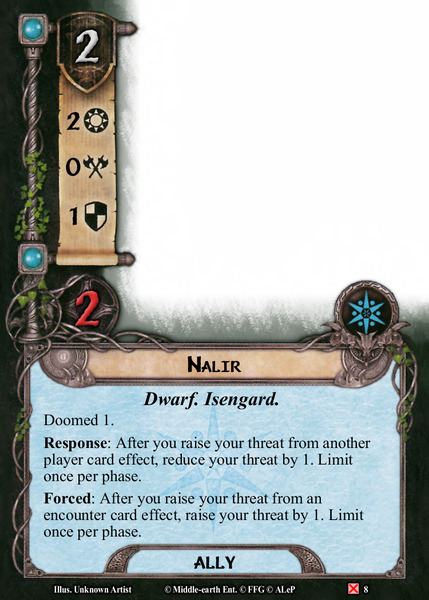 2
2
0
1
2
Nalir
Dwarf. Isengard.
Doomed 1.
Response: After you raise your threat from another
player card effect, reduce your threat by 1. Limit
once per phase.
Forced: After you raise your threat from an
encounter card effect, raise your threat by 1. Limit
once per phase.
ALLY
Illus. Unknown Artist © Middle-earth Ent. © FFG © ALeP 8